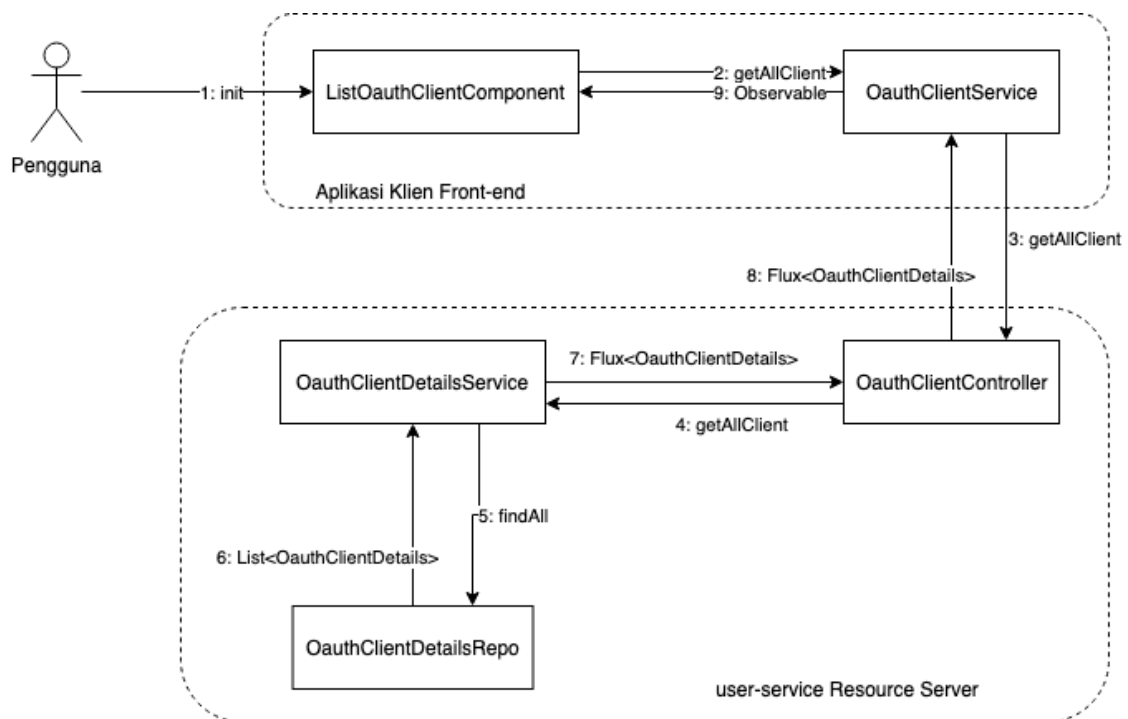 Pengguna
1: init
ListOauthClientComponent
2: getAllClient
9: Observable
OauthClientService
Aplikasi Klien Front-end
3: getAllClient
8: Flux<OauthClientDetails>
OauthClientDetailsService
7: Flux<OauthClientDetails>
4: getAllClient
OauthClientController
5: findAll
6: List<OauthClientDetails>
OauthClientDetailsRepo
user-service Resource Server